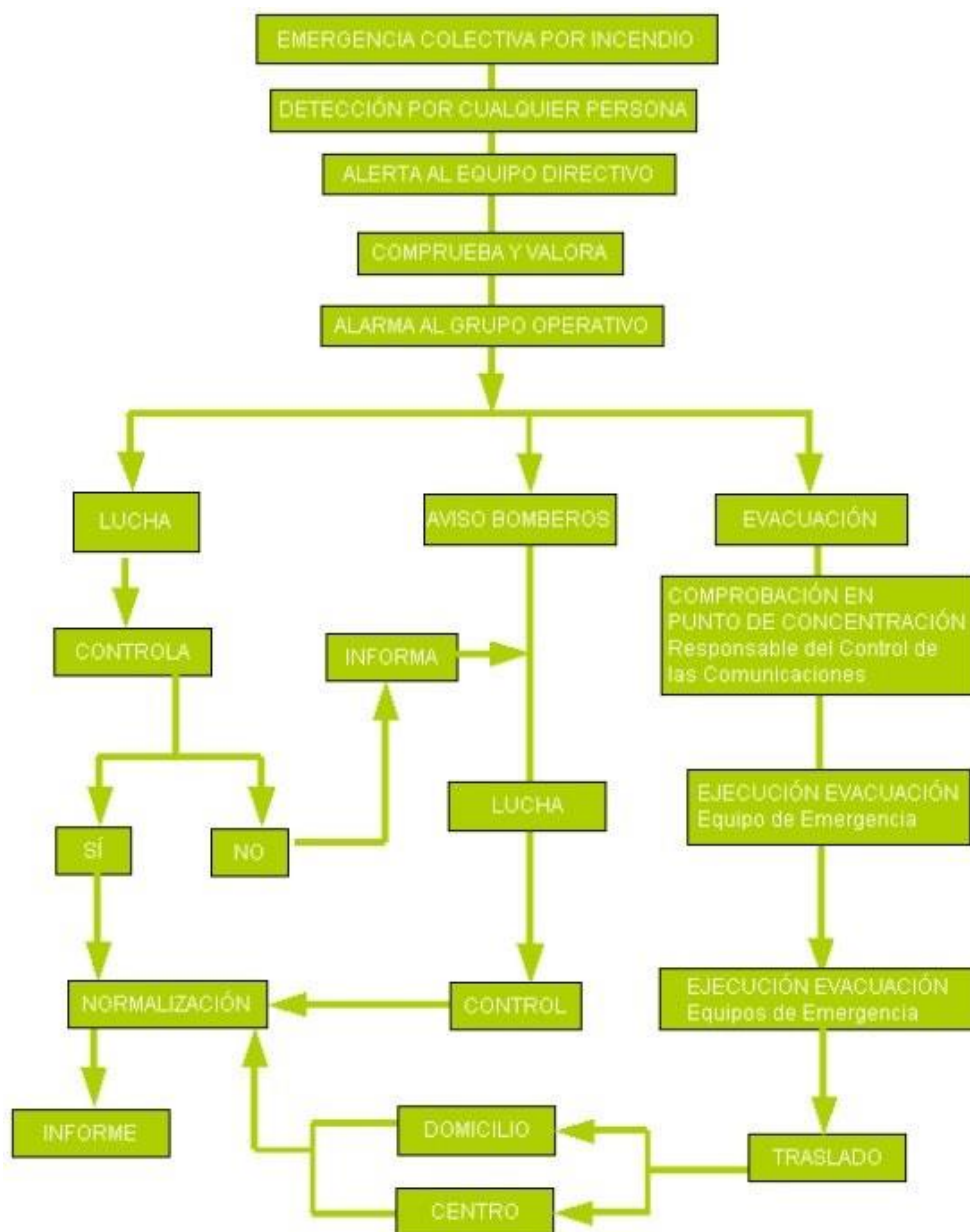 EMERGENCIA COLECTIVA POR INCENDIO
DETECCIÓN POR CUALQUIER PERSONA
ALERTA AL EQUIPO DIRECTIVO
COMPRUEBA Y VALORA
ALARMA AL GRUPO OPERATIVO
LUCHA
AVISO BOMBEROS
EVACUACIÓN
COMPROBACIÓN EN
PUNTO DE CONCENTRACIÓN
Responsable del Control de
las Comunicaciones
CONTROLA
INFORMA
LUCHA
EJECUCIÓN EVACUACIÓN
Equipo de Emergencia
SÍ
NO
NORMALIZACIÓN
CONTROL
EJECUCIÓN EVACUACIÓN
Equipos de Emergencia
INFORME
DOMICILIO
TRASLADO
CENTRO